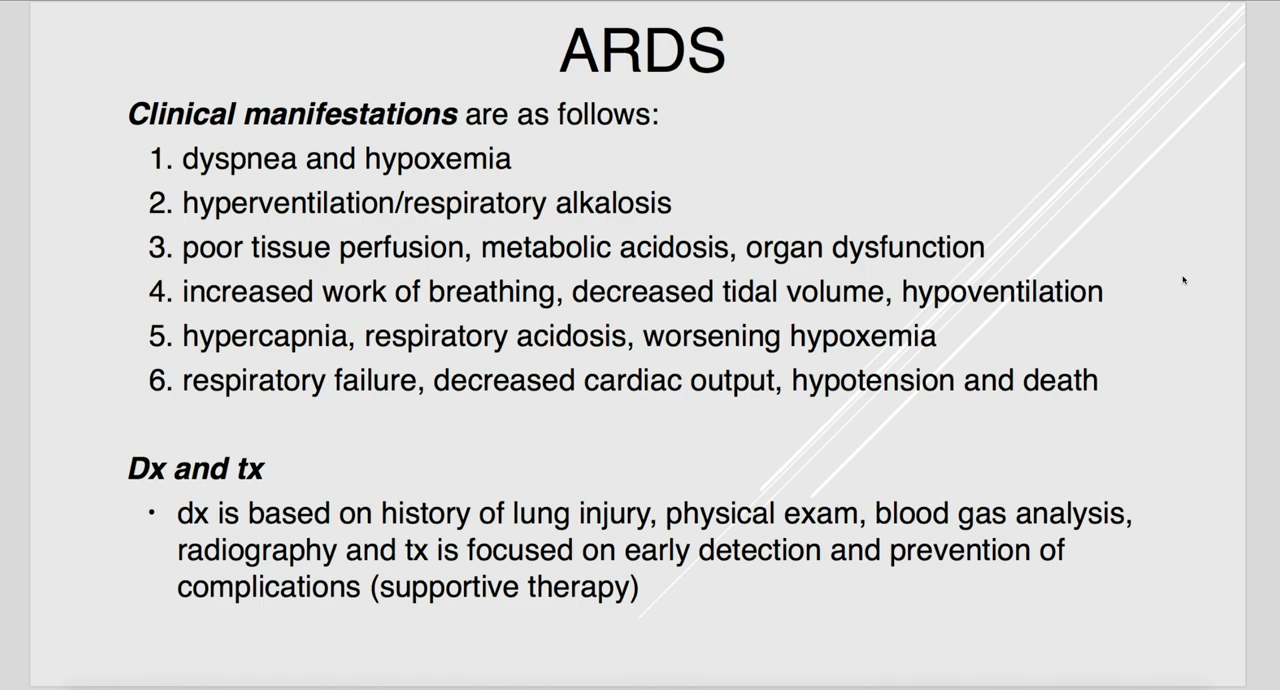 ARDS
Clinical manifestations are as follows:
1. dyspnea and hypoxemia
2. hyperventilation/respiratory alkalosis
3. poor tissue perfusion, metabolic acidosis, organ dysfunction
4. increased work of breathing, decreased tidal volume, hypoventilation
5. hypercapnia, respiratory acidosis, worsening hypoxemia
6. respiratory failure, decreased cardiac output, hypotension and death
Dx and tx
• dx is based on history of lung injury, physical exam, blood gas analysis,
radiography and tx is focused on early detection and prevention of
complications (supportive therapy)